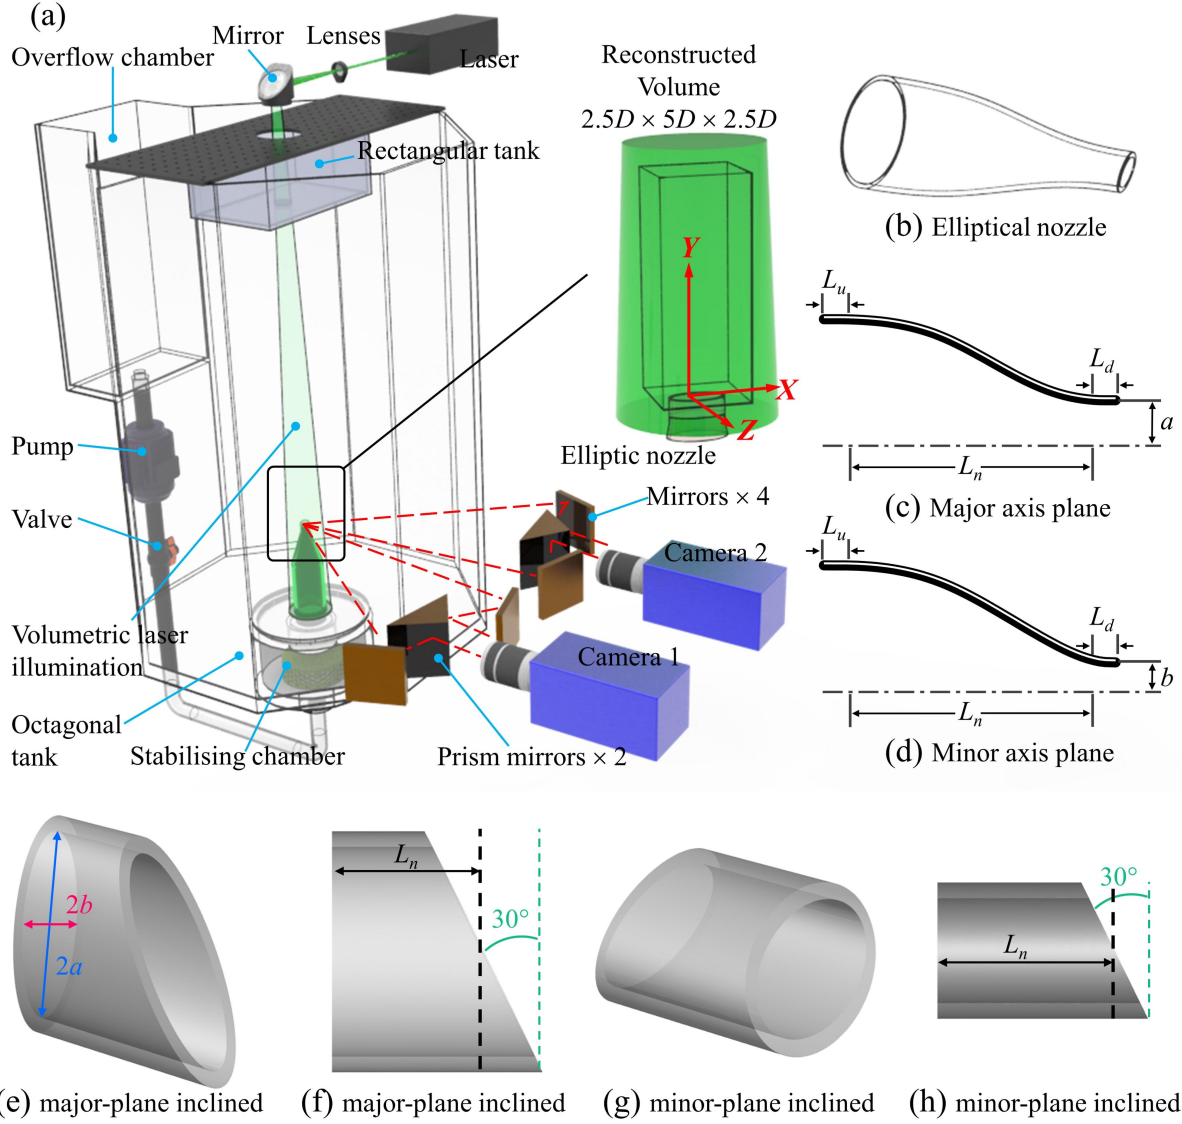 (a)
Mirror
Lenses
Laser
Overflow chamber
Rectangular tank
Reconstructed
Volume
2.5D × 5D × 2.5D
Y
X
Z
Elliptic nozzle
Mirrors × 4
Camera 2
Camera 1
Pump
Valve
Volumetric laser
illumination
Octagonal
tank
Stabilising chamber
Prism mirrors × 2
(b) Elliptical nozzle
Lu
Ld
a
Ln
(c) Major axis plane
Lu
Ld
b
Ln
(d) Minor axis plane
2b
2a
(e) major-plane inclined
Ln
30°
(f) major-plane inclined
(g) minor-plane inclined
30°
Ln
(h) minor-plane inclined